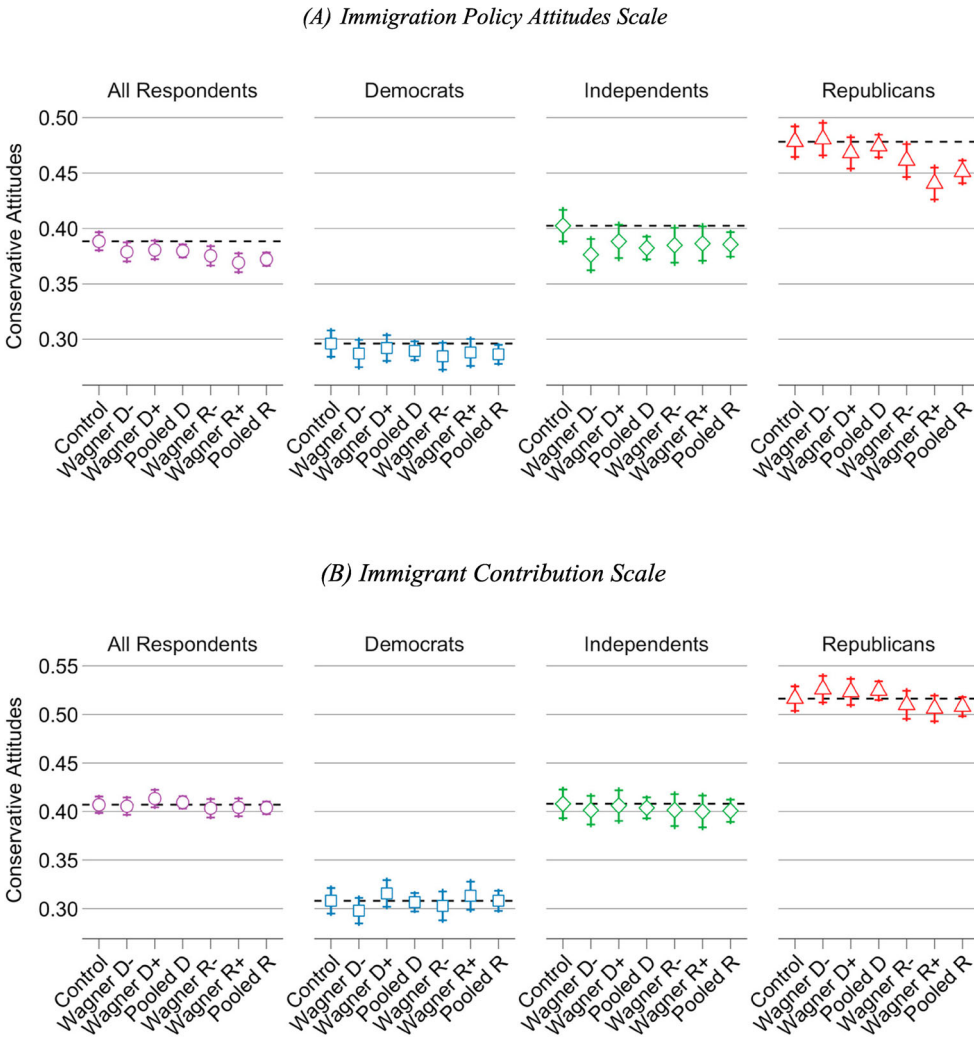 (A) Immigration Policy Attitudes Scale
All Respondents Democrats Independents Republicans
Conservative Attitudes
0.50
0.45
0.40
0.35
0.30
Control Wagner D- Wagner D+ Pooled D Wagner R- Wagner R+ Pooled R Control Wagner D- Wagner D+ Pooled D Wagner R- Wagner R+ Pooled R Control Wagner D- Wagner D+ Pooled D Wagner R- Wagner R+ Pooled R Control Wagner D- Wagner D+ Pooled D Wagner R- Wagner R+ Pooled R
(B) Immigrant Contribution Scale
All Respondents Democrats Independents Republicans
Conservative Attitudes
0.55
0.50
0.45
0.40
0.35
0.30
Control Wagner D- Wagner D+ Pooled D Wagner R- Wagner R+ Pooled R Control Wagner D- Wagner D+ Pooled D Wagner R- Wagner R+ Pooled R Control Wagner D- Wagner D+ Pooled D Wagner R- Wagner R+ Pooled R Control Wagner D- Wagner D+ Pooled D Wagner R- Wagner R+ Pooled R